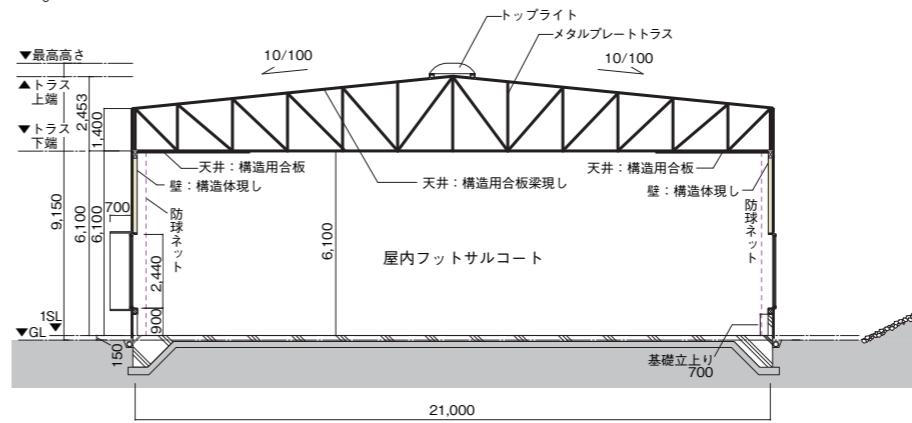 トップライト
メタルプレートトラス
▼最高高さ
10/100
10/100
▲トラス
上端
2,453
1,400
▼トラス
下端
天井：構造用合板
天井：構造用合板
壁：構造体現し
天井：構造用合板梁現し
壁：構造体現し
9,150
6,100
6,100
700
防球ネット
6,100
防球ネット
屋内フットサルコート
2,440
900
1SL
▼GL
150
基礎立上り
700
21,000